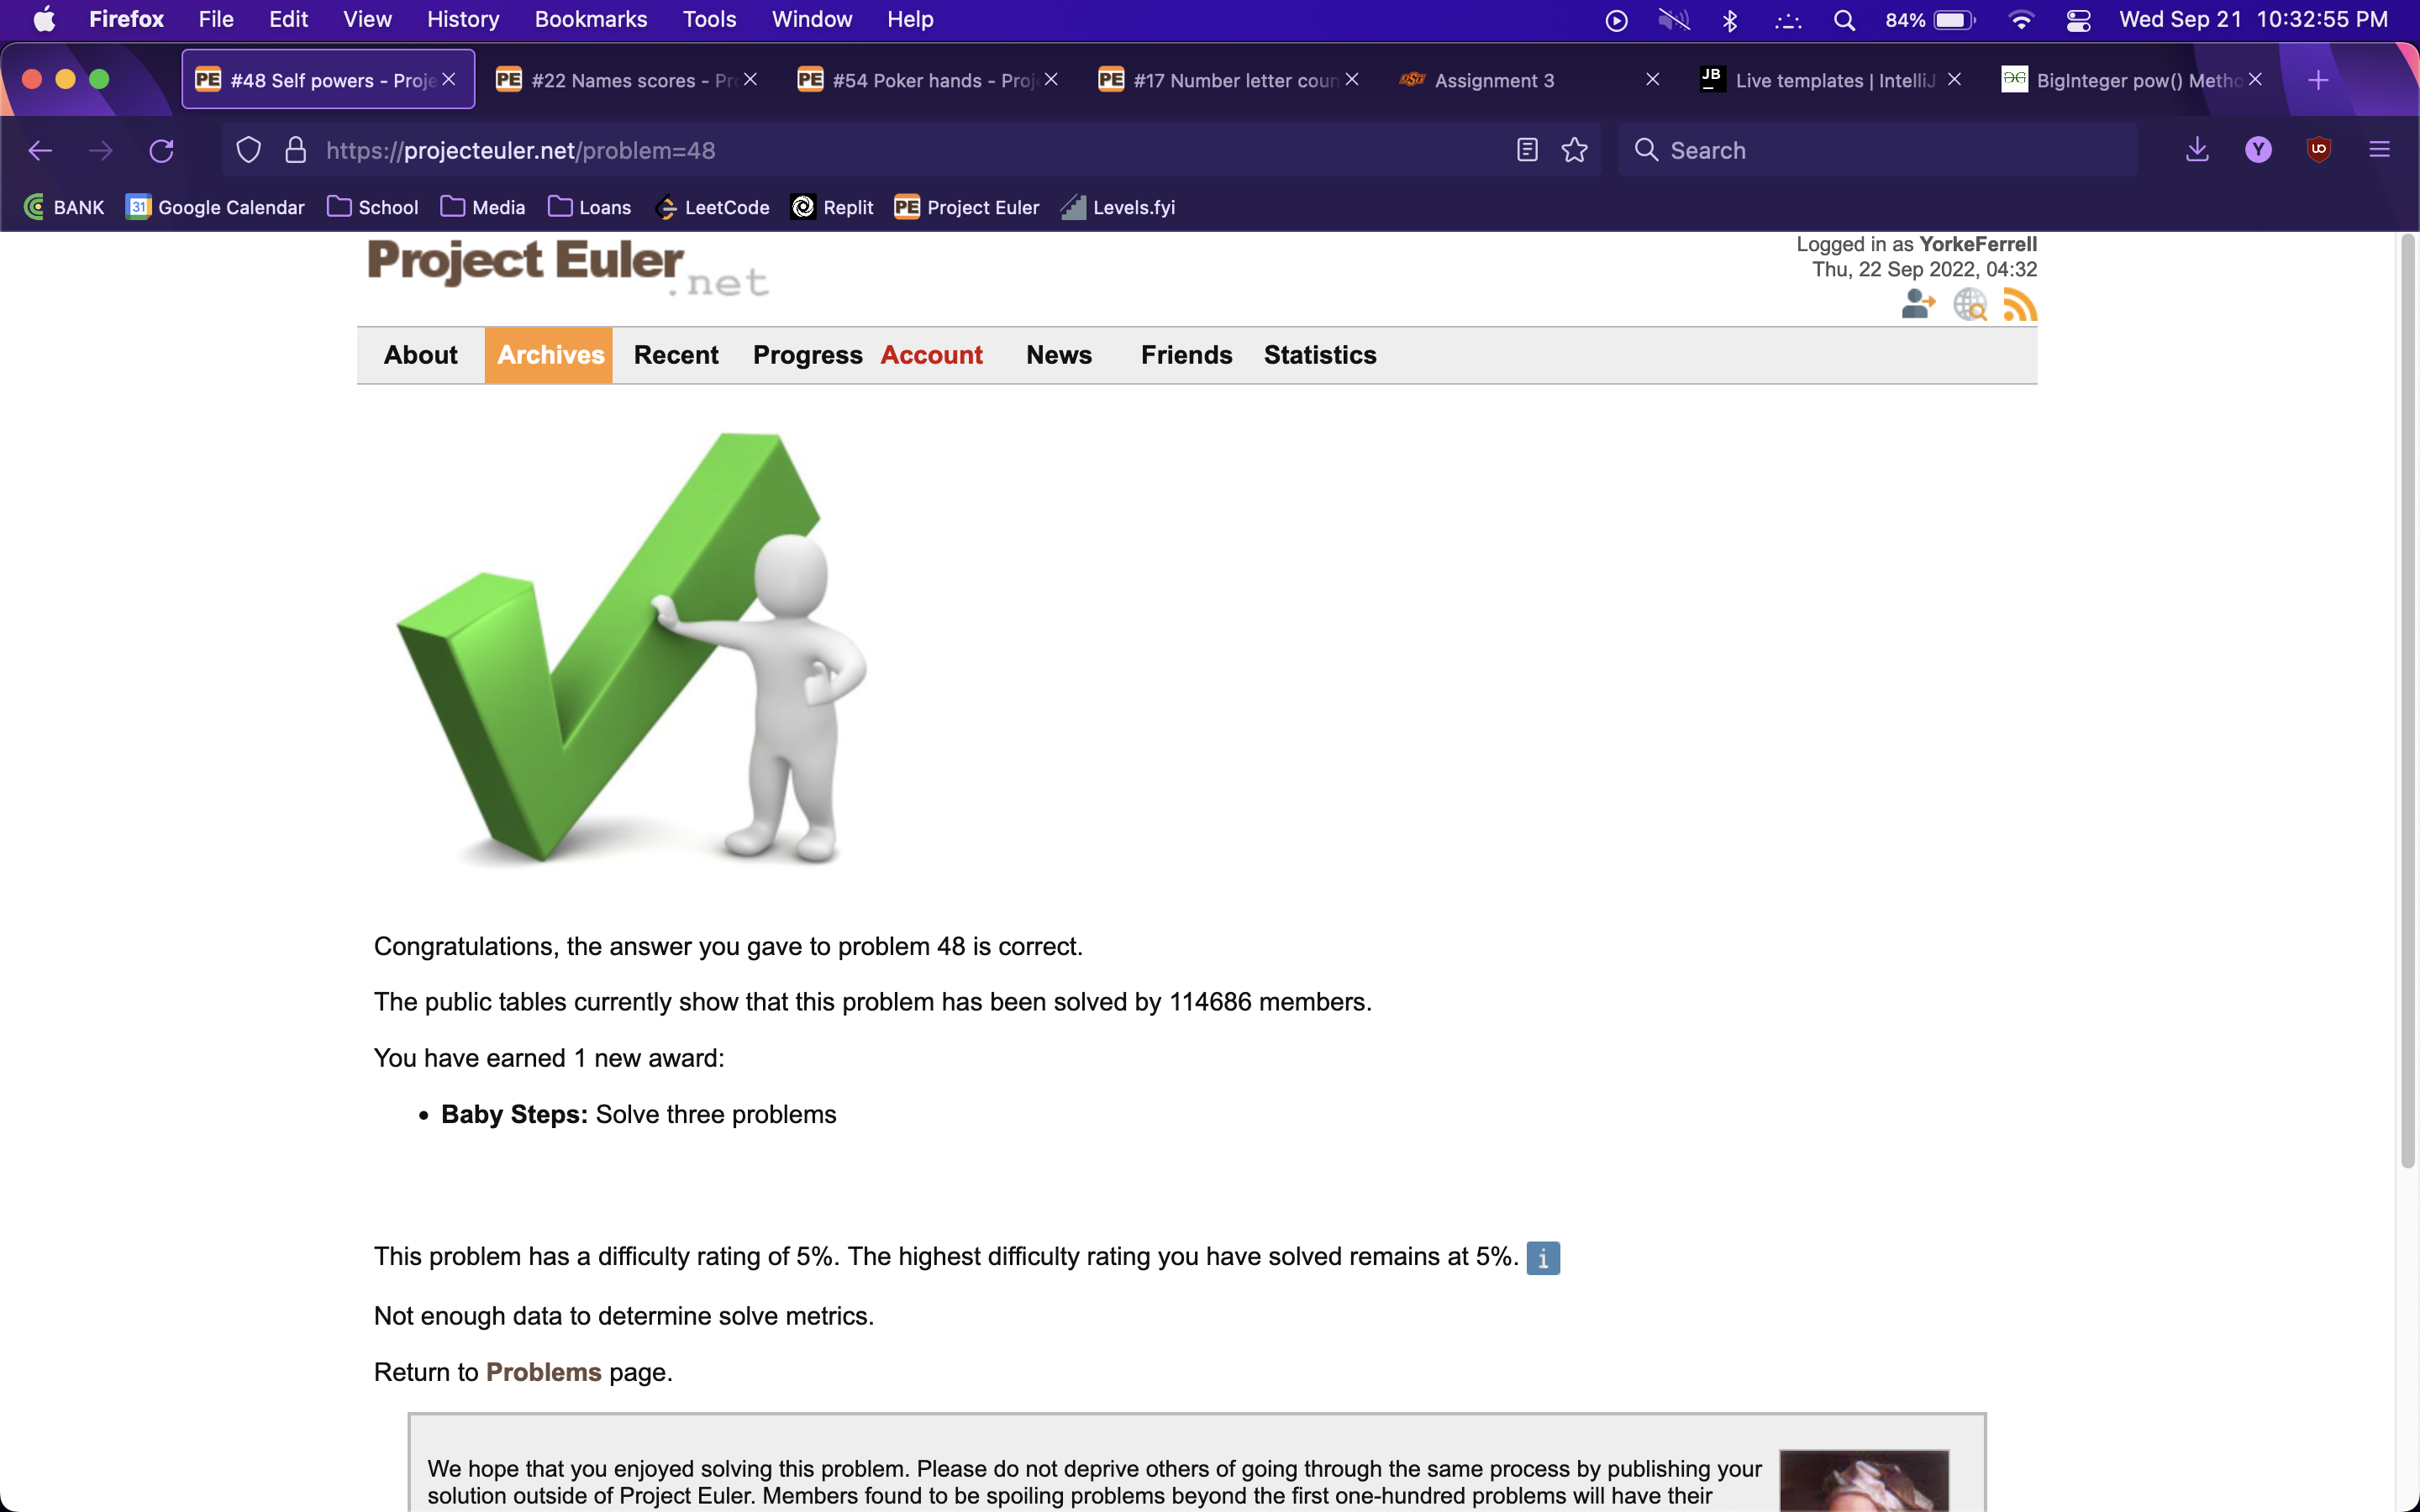 Firefox File Edit View History Bookmarks Tools Window Help 84% Wed Sep 21 10:32:55 PM
PE #48 Self powers - Proje PE #22 Names scores - Pro PE #54 Poker hands - Proj PE #17 Number letter coun OSU Assignment 3 JB Live templates | IntelliJ BigInteger pow() Metho
https://projecteuler.net/problem=48 Search Y
BANK 31 Google Calendar School Media Loans LeetCode Replit PE Project Euler Levels.fyi
Project Euler.net
Logged in as YorkeFerrell
Thu, 22 Sep 2022, 04:32
About Archives Recent Progress Account News Friends Statistics
Congratulations, the answer you gave to problem 48 is correct.
The public tables currently show that this problem has been solved by 114686 members.
You have earned 1 new award:
• Baby Steps: Solve three problems
This problem has a difficulty rating of 5%. The highest difficulty rating you have solved remains at 5%. i
Not enough data to determine solve metrics.
Return to Problems page.
We hope that you enjoyed solving this problem. Please do not deprive others of going through the same process by publishing your
solution outside of Project Euler. Members found to be spoiling problems beyond the first one-hundred problems will have their